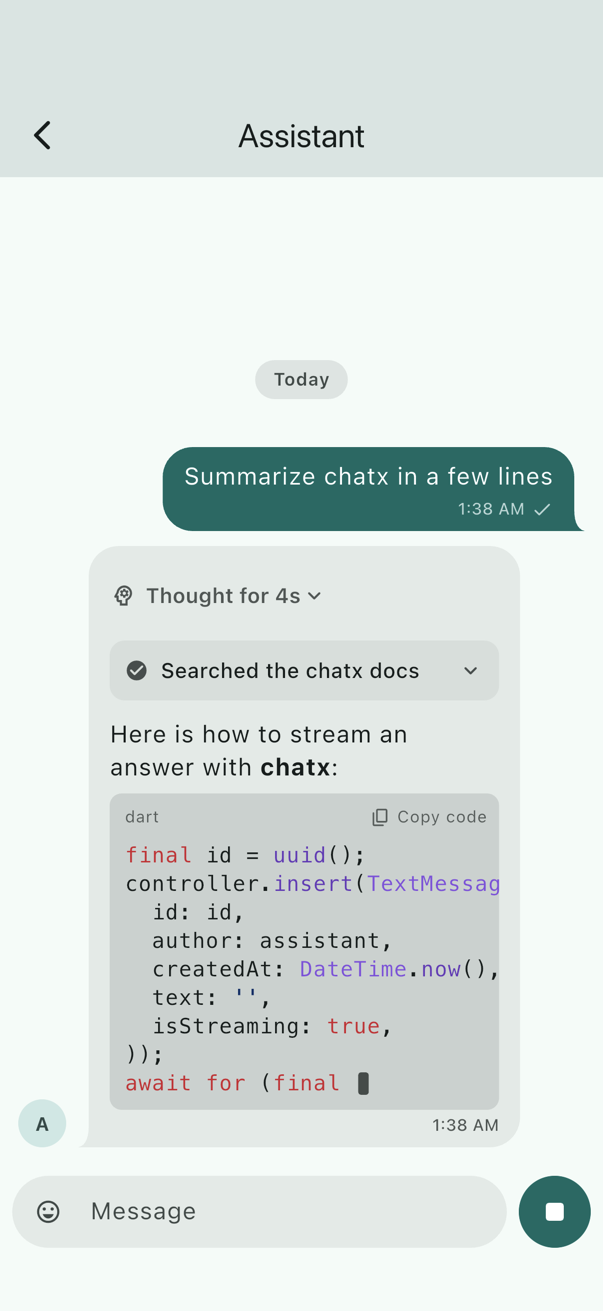 Assistant
Today
Summarize chatx in a few lines
1:38 AM
Thought for 4s
Searched the chatx docs
Here is how to stream an
answer with chatx:
dart
Copy code
final id = uuid();
controller.insert(TextMessag
  id: id,
  author: assistant,
  createdAt: DateTime.now(),
  text: '',
  isStreaming: true,
));
await for (final
A
1:38 AM
Message